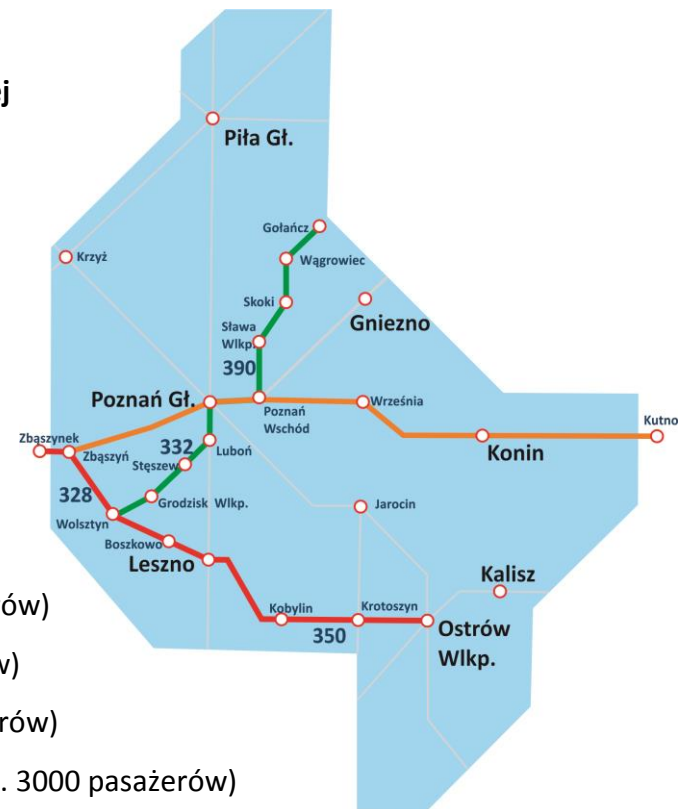 ej
Piła Gł.
Gołańcz
Krzyż
Wągrowiec
Skoki
Gniezno
Sława
Wlkp.
390
Poznań Gł.
Września
Poznań
Wschód
Kutno
Zbąszynek
Zbąszyń
332
Luboń
Konin
Stęszew
328
Grodzisk Wlkp.
Jarocin
Wolsztyn
Boszkowo
Leszno
Kalisz
rów)
Kobylin
Krotoszyn
Ostrów
Wlkp.
350
w)
rów)
. 3000 pasażerów)